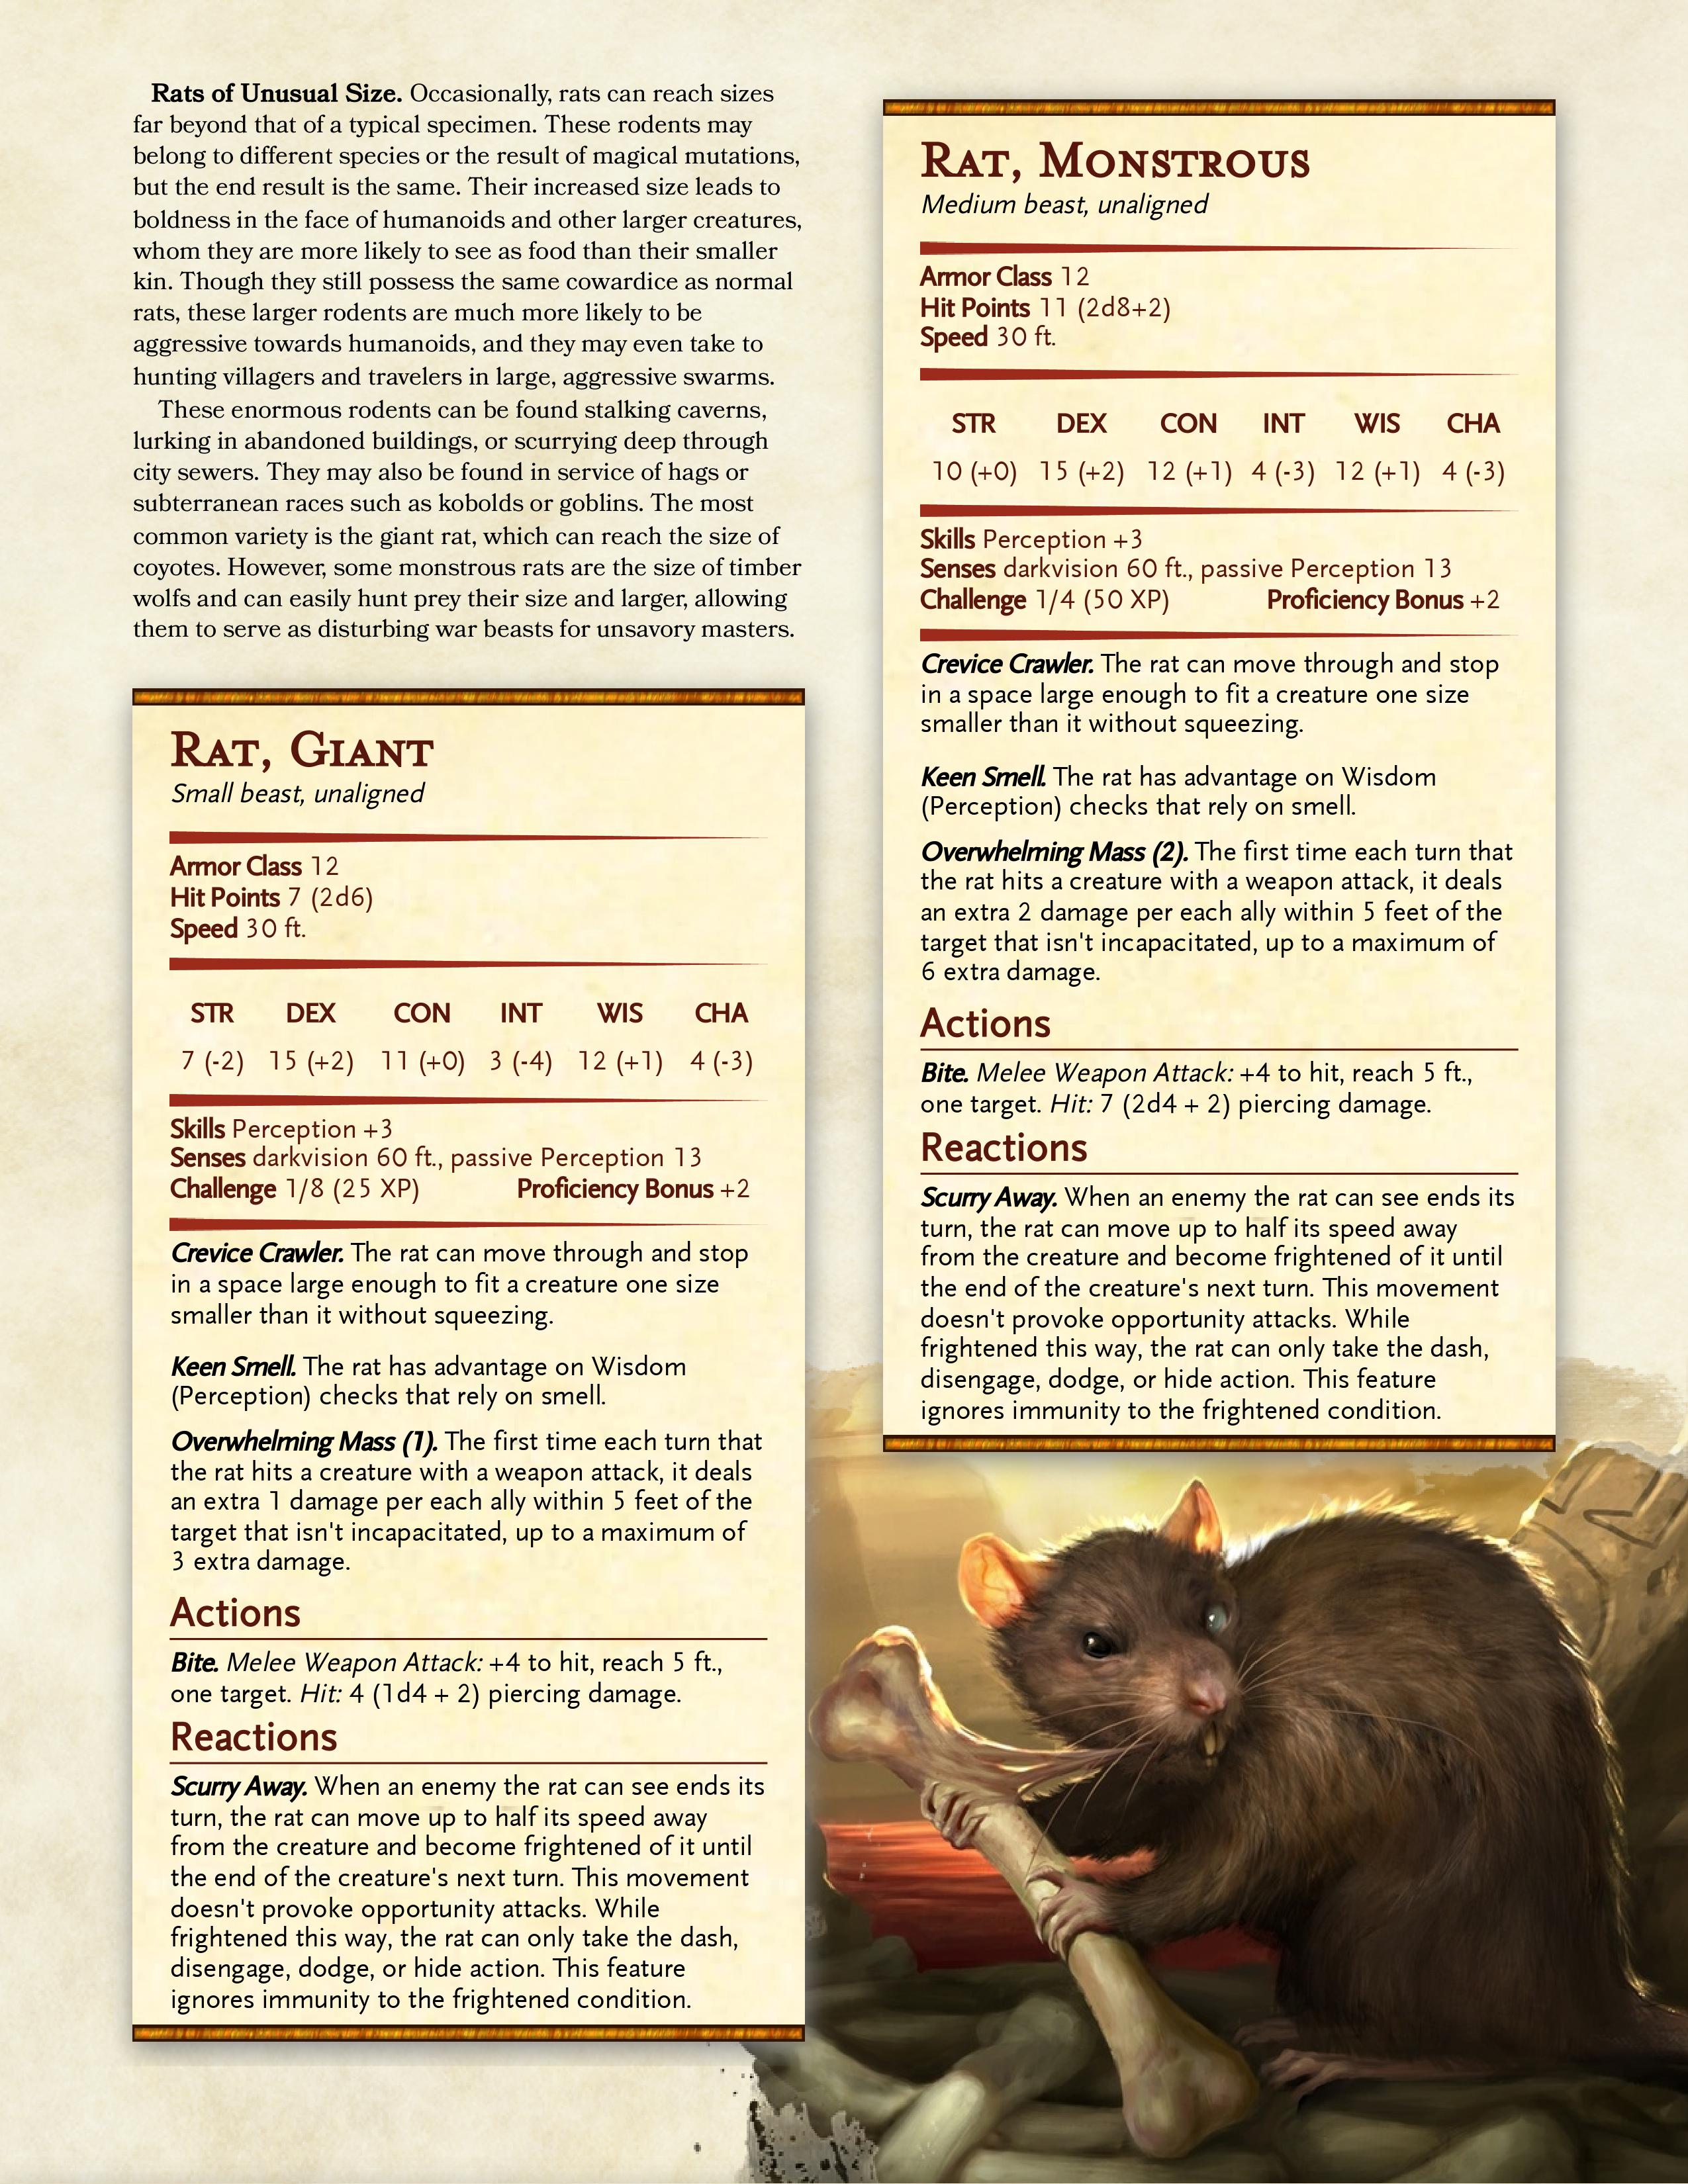 Rats of Unusual Size. Occasionally, rats can reach sizes
far beyond that of a typical specimen. These rodents may
belong to different species or the result of magical mutations,
but the end result is the same. Their increased size leads to
boldness in the face of humanoids and other larger creatures,
whom they are more likely to see as food than their smaller
kin. Though they still possess the same cowardice as normal
rats, these larger rodents are much more likely to be
aggressive towards humanoids, and they may even take to
hunting villagers and travelers in large, aggressive swarms.
These enormous rodents can be found stalking caverns,
lurking in abandoned buildings, or scurrying deep through
city sewers. They may also be found in service of hags or
subterranean races such as kobolds or goblins. The most
common variety is the giant rat, which can reach the size of
coyotes. However, some monstrous rats are the size of timber
wolfs and can easily hunt prey their size and larger, allowing
them to serve as disturbing war beasts for unsavory masters.
Rat, Giant
Small beast, unaligned
Armor Class 12
Hit Points 7 (2d6)
Speed 30 ft.
STR DEX CON INT WIS CHA
7 (-2) 15 (+2) 11 (+0) 3 (-4) 12 (+1) 4 (-3)
Skills Perception +3
Senses darkvision 60 ft., passive Perception 13
Challenge 1/8 (25 XP) Proficiency Bonus +2
Crevice Crawler. The rat can move through and stop
in a space large enough to fit a creature one size
smaller than it without squeezing.
Keen Smell. The rat has advantage on Wisdom
(Perception) checks that rely on smell.
Overwhelming Mass (1). The first time each turn that
the rat hits a creature with a weapon attack, it deals
an extra 1 damage per each ally within 5 feet of the
target that isn't incapacitated, up to a maximum of
3 extra damage.
Actions
Bite. Melee Weapon Attack: +4 to hit, reach 5 ft.,
one target. Hit: 4 (1d4 + 2) piercing damage.
Reactions
Scurry Away. When an enemy the rat can see ends its
turn, the rat can move up to half its speed away
from the creature and become frightened of it until
the end of the creature's next turn. This movement
doesn't provoke opportunity attacks. While
frightened this way, the rat can only take the dash,
disengage, dodge, or hide action. This feature
ignores immunity to the frightened condition.
Rat, Monstrous
Medium beast, unaligned
Armor Class 12
Hit Points 11 (2d8+2)
Speed 30 ft.
STR DEX CON INT WIS CHA
10 (+0) 15 (+2) 12 (+1) 4 (-3) 12 (+1) 4 (-3)
Skills Perception +3
Senses darkvision 60 ft., passive Perception 13
Challenge 1/4 (50 XP) Proficiency Bonus +2
Crevice Crawler. The rat can move through and stop
in a space large enough to fit a creature one size
smaller than it without squeezing.
Keen Smell. The rat has advantage on Wisdom
(Perception) checks that rely on smell.
Overwhelming Mass (2). The first time each turn that
the rat hits a creature with a weapon attack, it deals
an extra 2 damage per each ally within 5 feet of the
target that isn't incapacitated, up to a maximum of
6 extra damage.
Actions
Bite. Melee Weapon Attack: +4 to hit, reach 5 ft.,
one target. Hit: 7 (2d4 + 2) piercing damage.
Reactions
Scurry Away. When an enemy the rat can see ends its
turn, the rat can move up to half its speed away
from the creature and become frightened of it until
the end of the creature's next turn. This movement
doesn't provoke opportunity attacks. While
frightened this way, the rat can only take the dash,
disengage, dodge, or hide action. This feature
ignores immunity to the frightened condition.